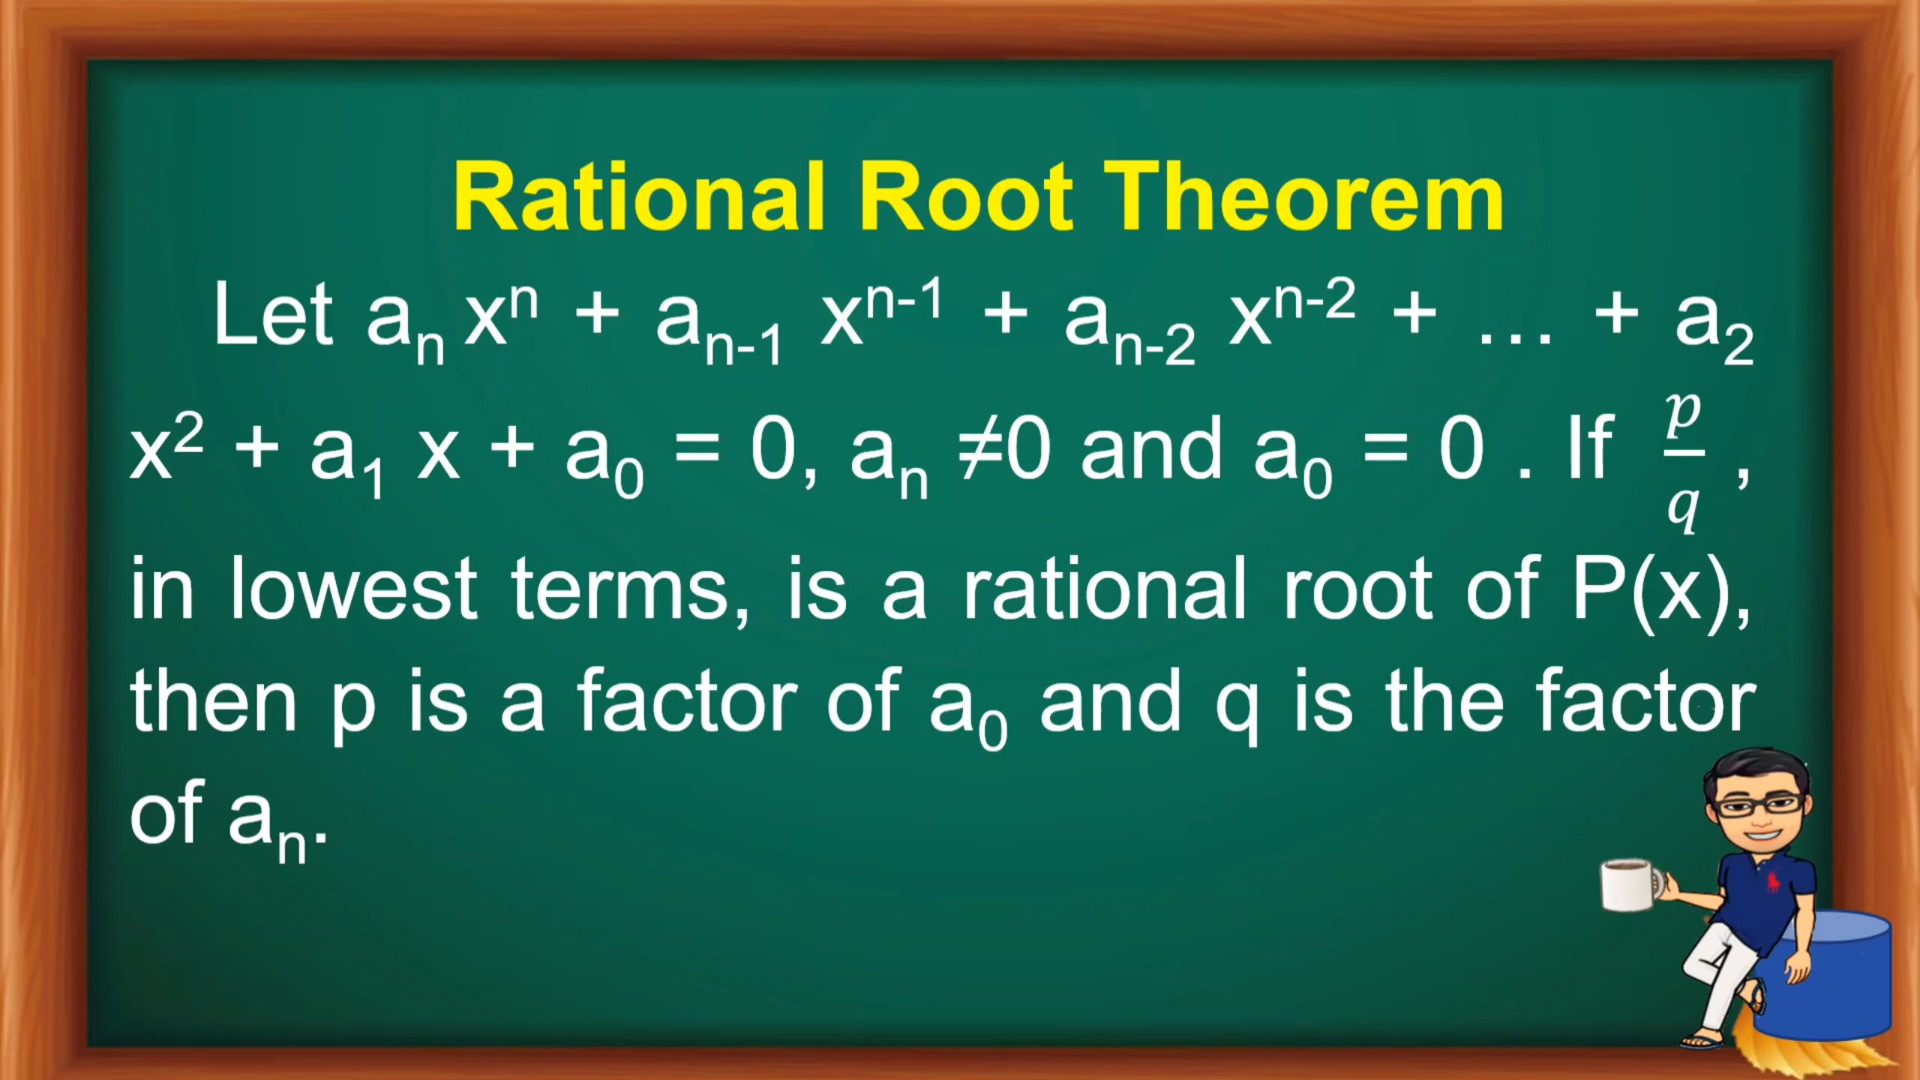 Rational Root Theorem
Let aₙ xⁿ + aₙ₋₁ xⁿ⁻¹ + aₙ₋₂ xⁿ⁻² + … + a₂
x² + a₁ x + a₀ = 0, aₙ ≠0 and a₀ = 0 . If p/q ,
in lowest terms, is a rational root of P(x),
then p is a factor of a₀ and q is the factor
of aₙ.